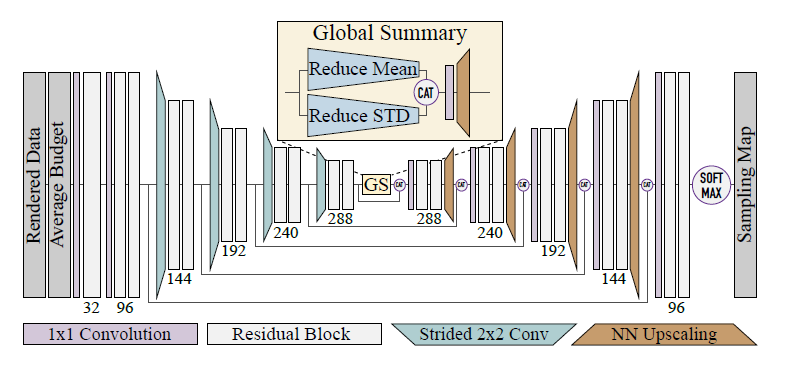 Global Summary
Reduce Mean
CAT
Reduce STD
Rendered Data
Average Budget
GS
CAT
CAT
CAT
CAT
CAT
SOFT
MAX
Sampling Map
32
96
144
192
240
288
288
240
192
144
96
1x1 Convolution
Residual Block
Strided 2x2 Conv
NN Upscaling